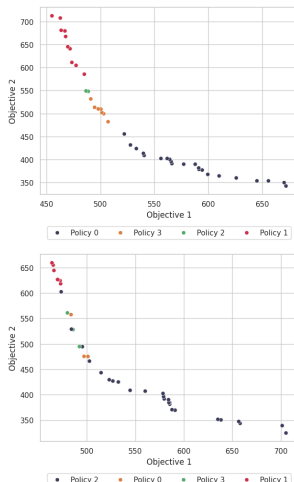 700
650
600
550
500
450
400
350
Objective 2
450 500 550 600 650
Objective 1
Policy 0 Policy 3 Policy 2 Policy 1
650
600
550
500
450
400
350
Objective 2
500 550 600 650 700
Objective 1
Policy 2 Policy 0 Policy 3 Policy 1